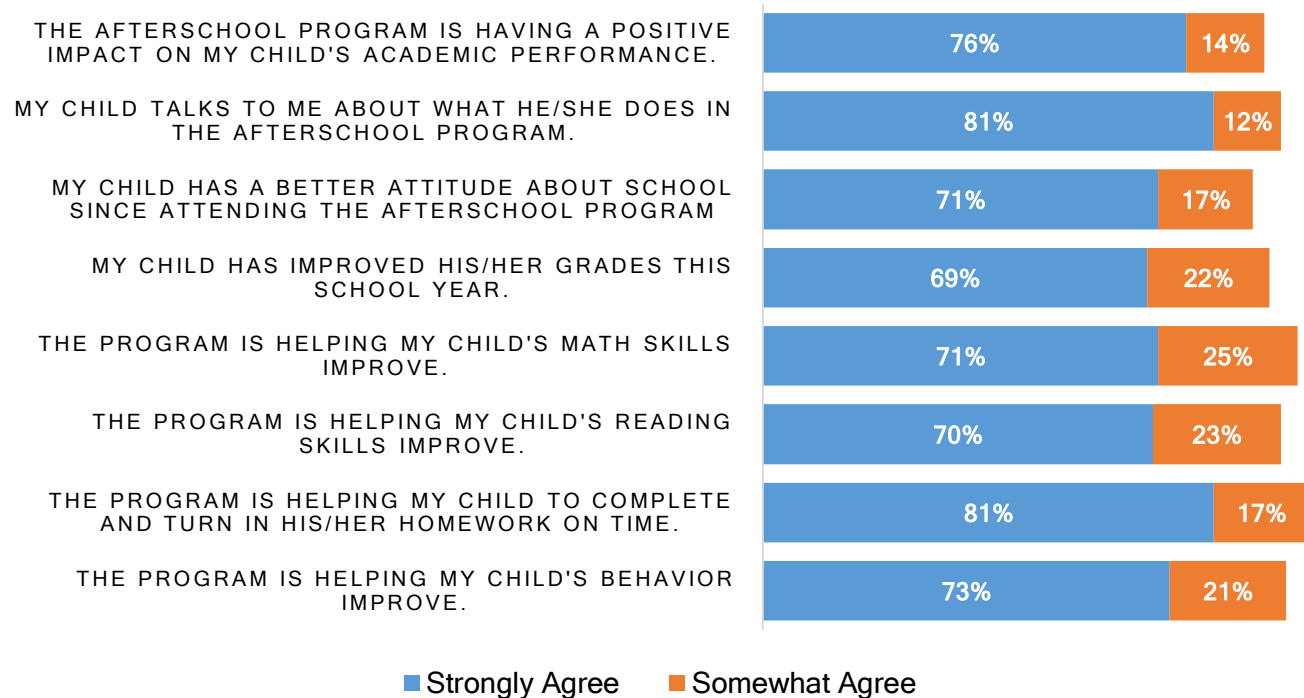 THE AFTERSCHOOL PROGRAM IS HAVING A POSITIVE
IMPACT ON MY CHILD'S ACADEMIC PERFORMANCE.
76% 14%
MY CHILD TALKS TO ME ABOUT WHAT HE/SHE DOES IN
THE AFTERSCHOOL PROGRAM.
81% 12%
MY CHILD HAS A BETTER ATTITUDE ABOUT SCHOOL
SINCE ATTENDING THE AFTERSCHOOL PROGRAM
71% 17%
MY CHILD HAS IMPROVED HIS/HER GRADES THIS
SCHOOL YEAR.
69% 22%
THE PROGRAM IS HELPING MY CHILD'S MATH SKILLS
IMPROVE.
71% 25%
THE PROGRAM IS HELPING MY CHILD'S READING
SKILLS IMPROVE.
70% 23%
THE PROGRAM IS HELPING MY CHILD TO COMPLETE
AND TURN IN HIS/HER HOMEWORK ON TIME.
81% 17%
THE PROGRAM IS HELPING MY CHILD'S BEHAVIOR
IMPROVE.
73% 21%
Strongly Agree Somewhat Agree